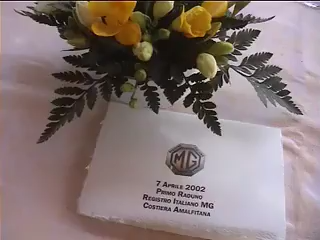 MG
7 Aprile 2002
Primo Raduno
Registro Italiano MG
Costiera Amalfitana